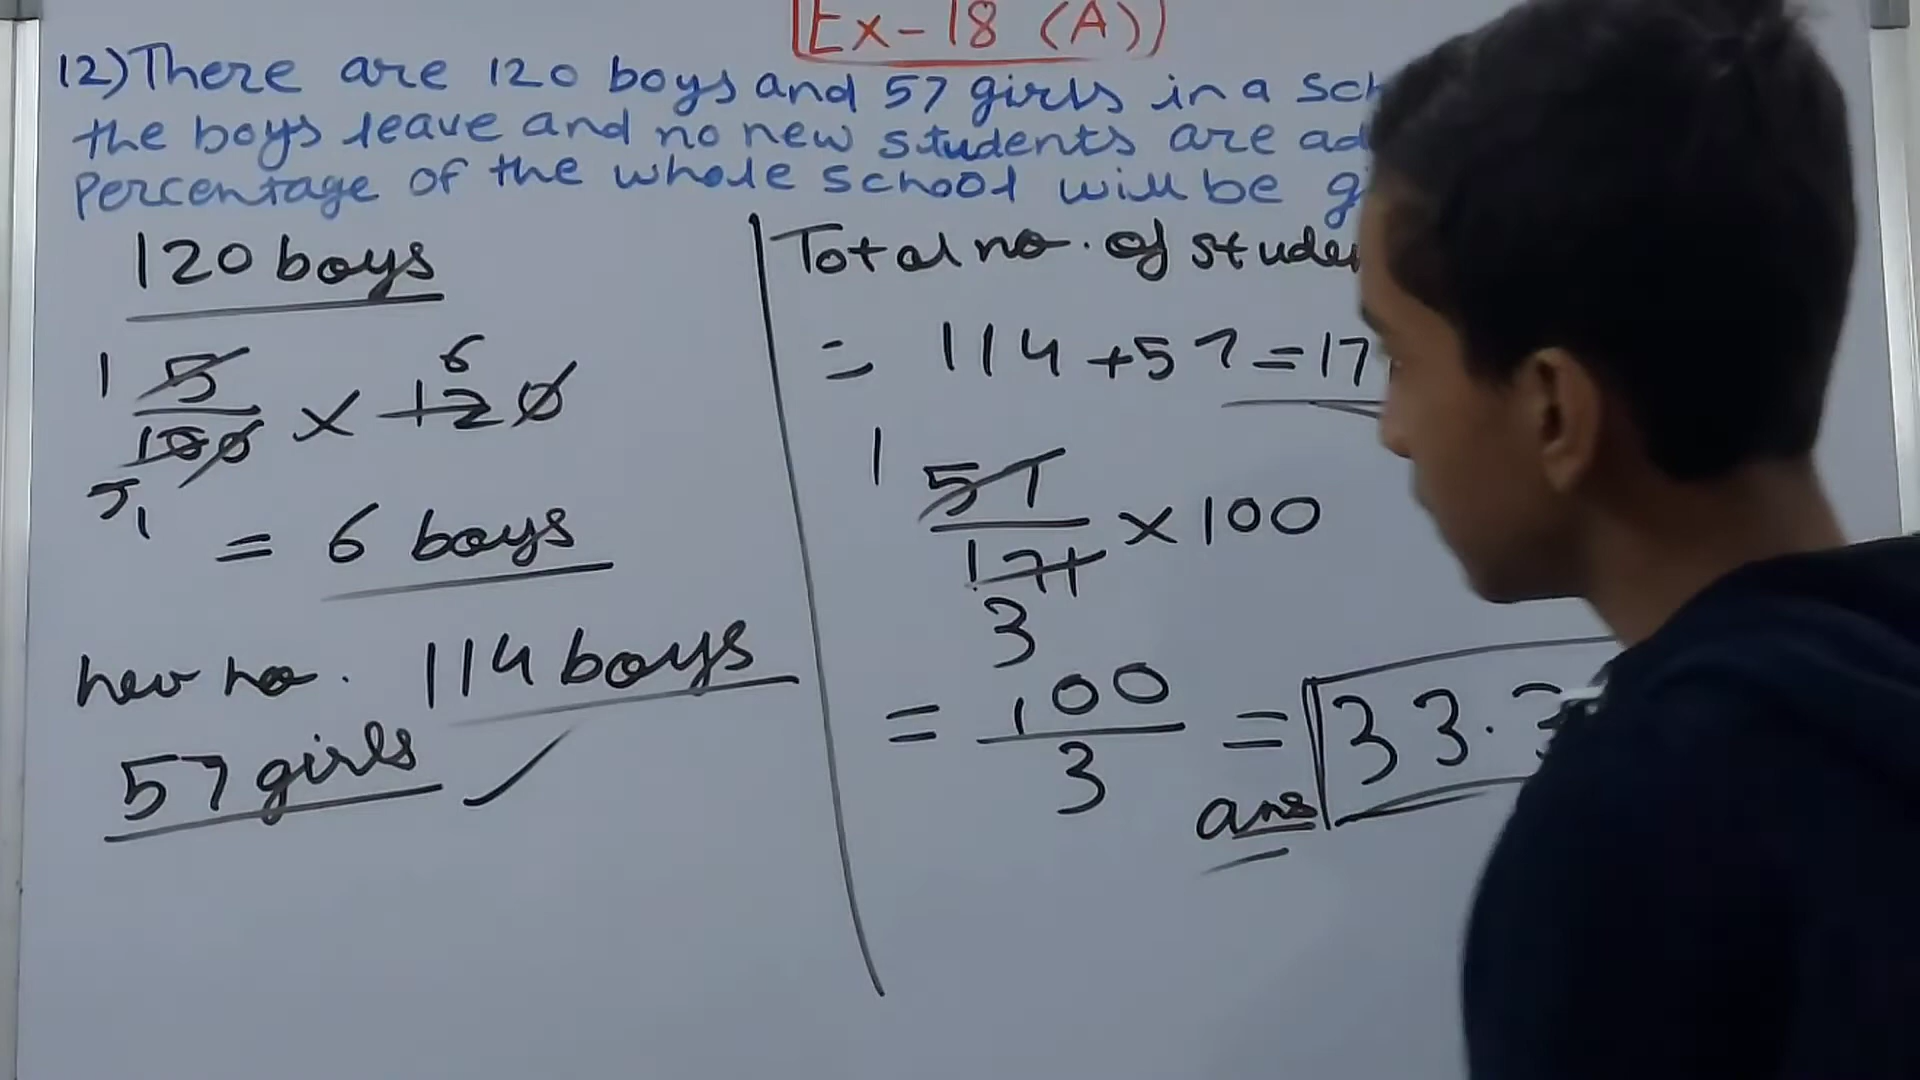 Ex-18 (A)
12) There are 120 boys and 57 girls in a
the boys leave and no new students are
Percentage of the whole school will be
120 boys
1 5 6
100 × 120
5 1
= 6 boys
new no. 114 boys
57 girls ✓
Total no. of
= 114 + 57 = 17
1 57
171 × 100
3
= 100/3 = 33.3
ans